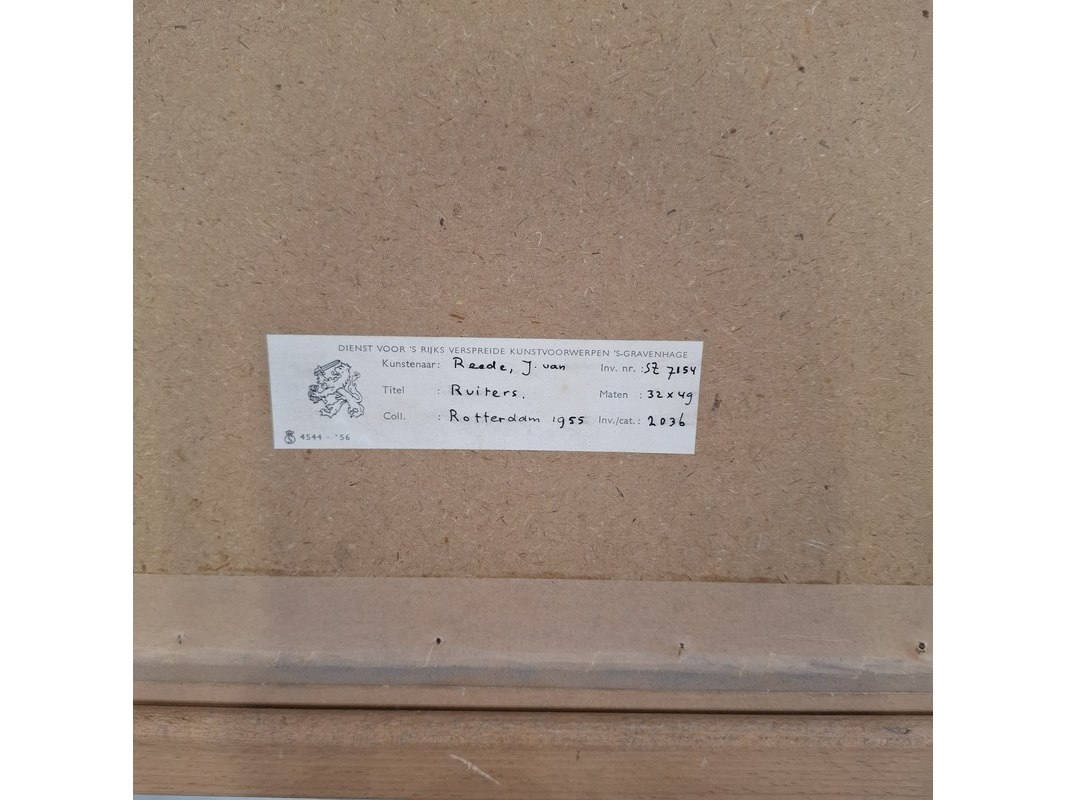 DIENST VOOR 'S RIJKS VERSPREIDE KUNSTVOORWERPEN 'S-GRAVENHAGE
Kunstenaar: Reede, J. van Inv. nr. : SZ 7154
Titel : Ruiters. Maten : 32 x 49
Coll. : Rotterdam 1955 Inv./cat. : 2036
4544 - '56